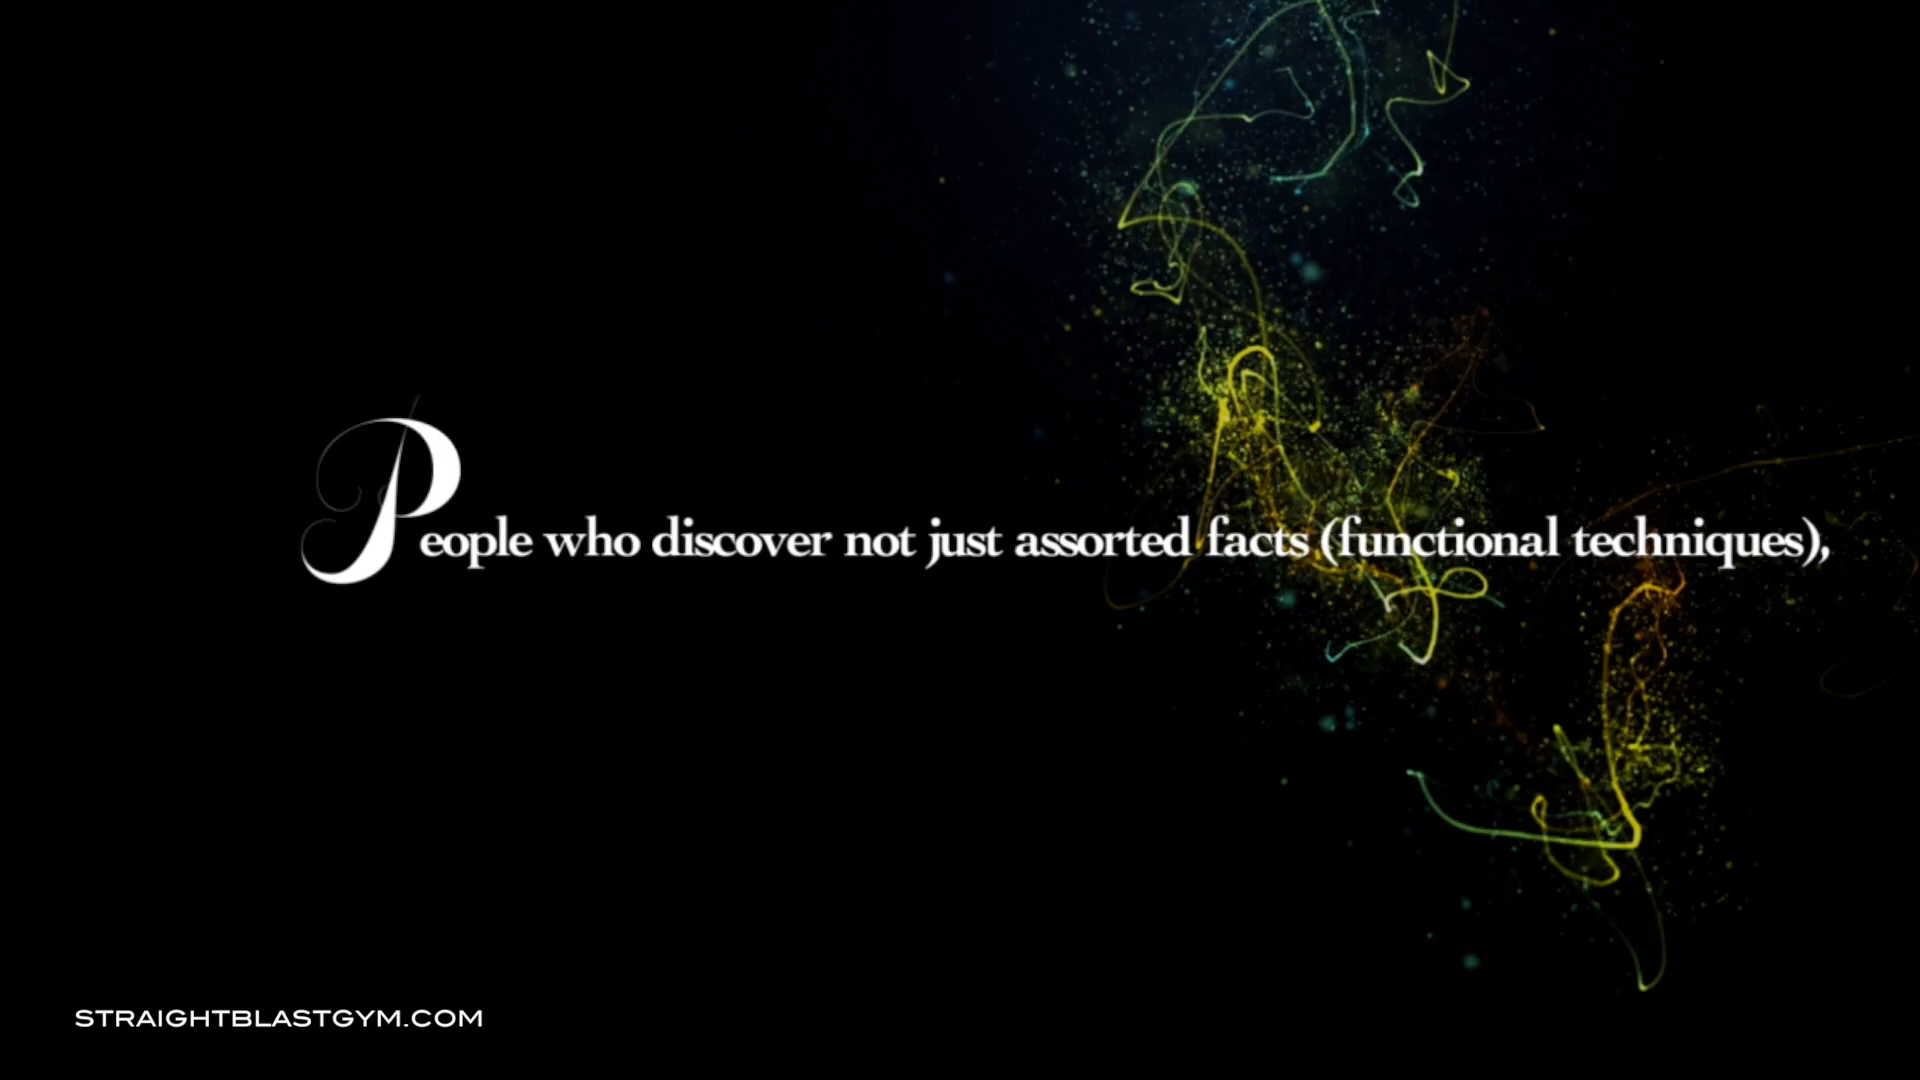 People who discover not just assorted facts (functional techniques),
STRAIGHTBLASTGYM.COM